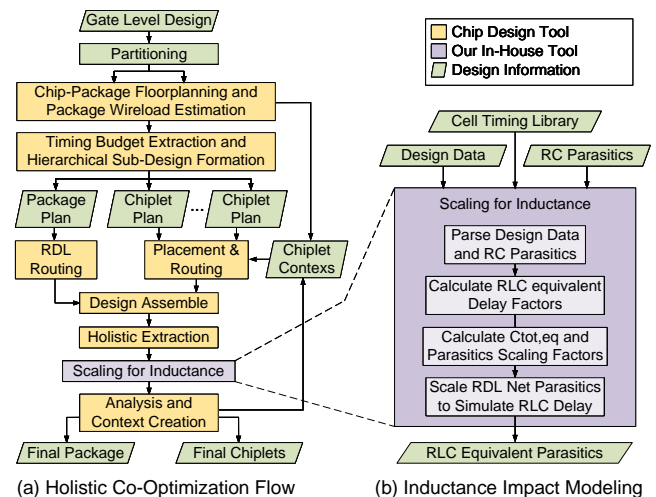 Gate Level Design
Partitioning
Chip-Package Floorplanning and
Package Wireload Estimation
Timing Budget Extraction and
Hierarchical Sub-Design Formation
Package
Plan
Chiplet
Plan
...
Chiplet
Plan
RDL
Routing
Placement &
Routing
Chiplet
Contexs
Design Assemble
Holistic Extraction
Scaling for Inductance
Analysis and
Context Creation
Final Package
Final Chiplets
(a) Holistic Co-Optimization Flow
Chip Design Tool
Our In-House Tool
Design Information
Cell Timing Library
Design Data
RC Parasitics
Scaling for Inductance
Parse Design Data
and RC Parasitics
Calculate RLC equivalent
Delay Factors
Calculate Ctot,eq and
Parasitics Scaling Factors
Scale RDL Net Parasitics
to Simulate RLC Delay
RLC Equivalent Parasitics
(b) Inductance Impact Modeling